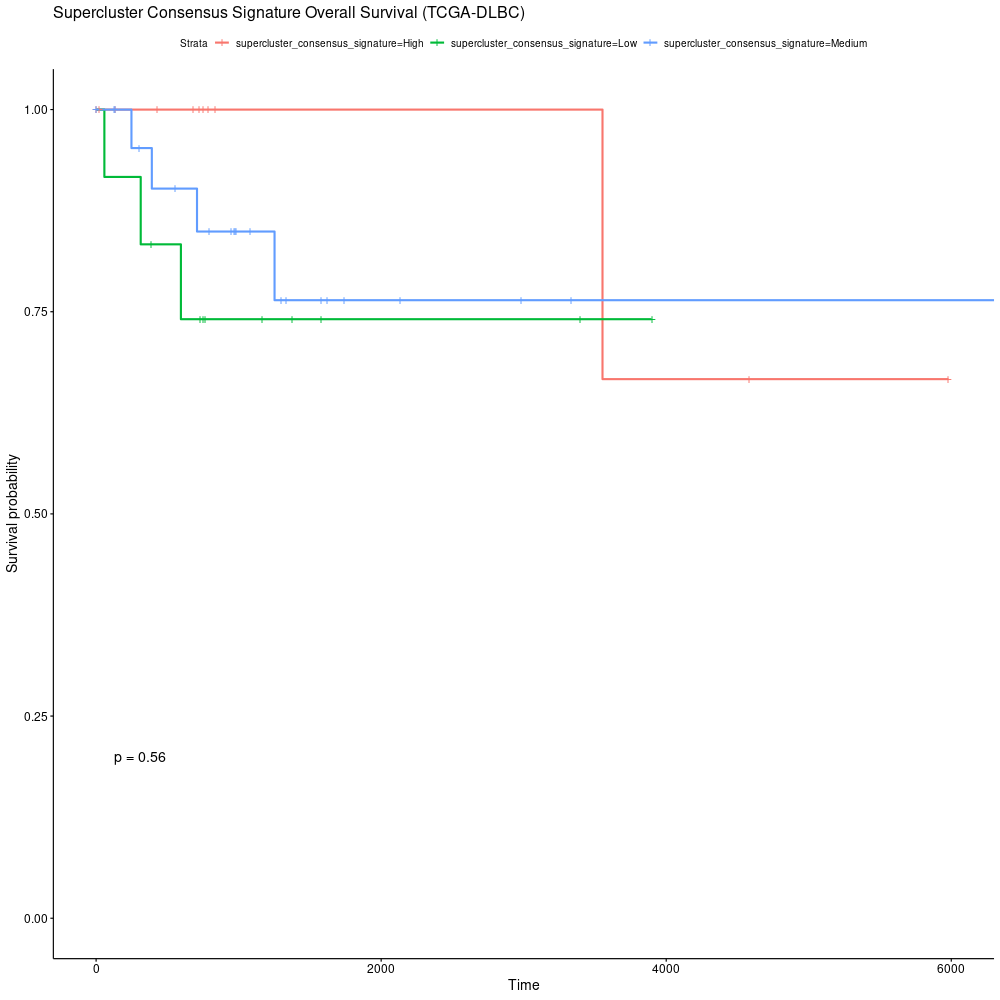 Supercluster Consensus Signature Overall Survival (TCGA-DLBC)
Strata supercluster_consensus_signature=High supercluster_consensus_signature=Low supercluster_consensus_signature=Medium
1.00
0.75
Survival probability
0.50
0.25
p = 0.56
0.00
0 2000 4000 6000
Time